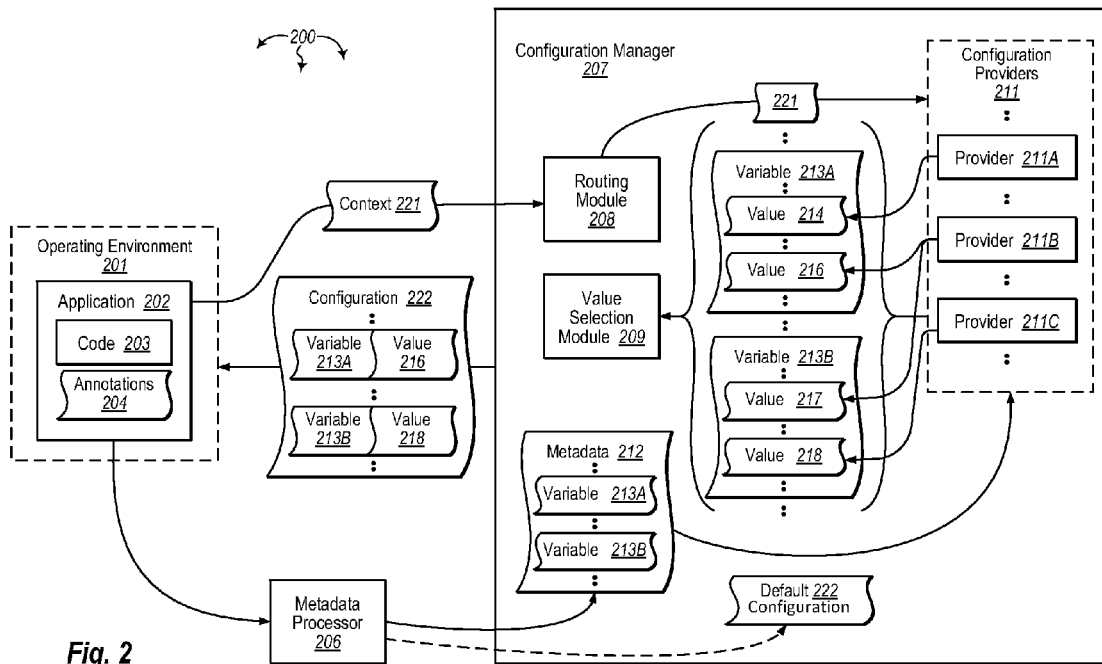 200
Configuration Manager
207
Configuration
Providers
211
221
Provider 211A
Variable 213A
Routing
Module
208
Value 214
Context 221
Provider 211B
Value 216
Operating Environment
201
Application 202
Configuration 222
Value
Selection
Module
209
Provider 211C
Code 203
Variable
213A
Value
216
Variable
213B
Annotations
204
Value 217
Variable
213B
Value
218
Metadata 212
Value 218
Variable 213A
Variable 213B
Metadata
Processor
206
Default 222
Configuration
Fig. 2